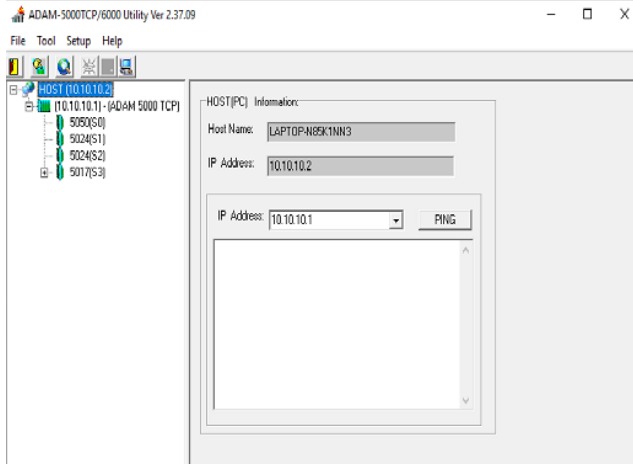 ADAM-5000TCP/6000 Utility Ver 2.37.09
File Tool Setup Help
HOST (10.10.10.2)
(10.10.10.1) - (ADAM 5000 TCP)
5050(S0)
5024(S1)
5024(S2)
5017(S3)
HOST(PC) Information:
Host Name: LAPTOP-N85K1NN3
IP Address: 10.10.10.2
IP Address: 10.10.10.1 PING